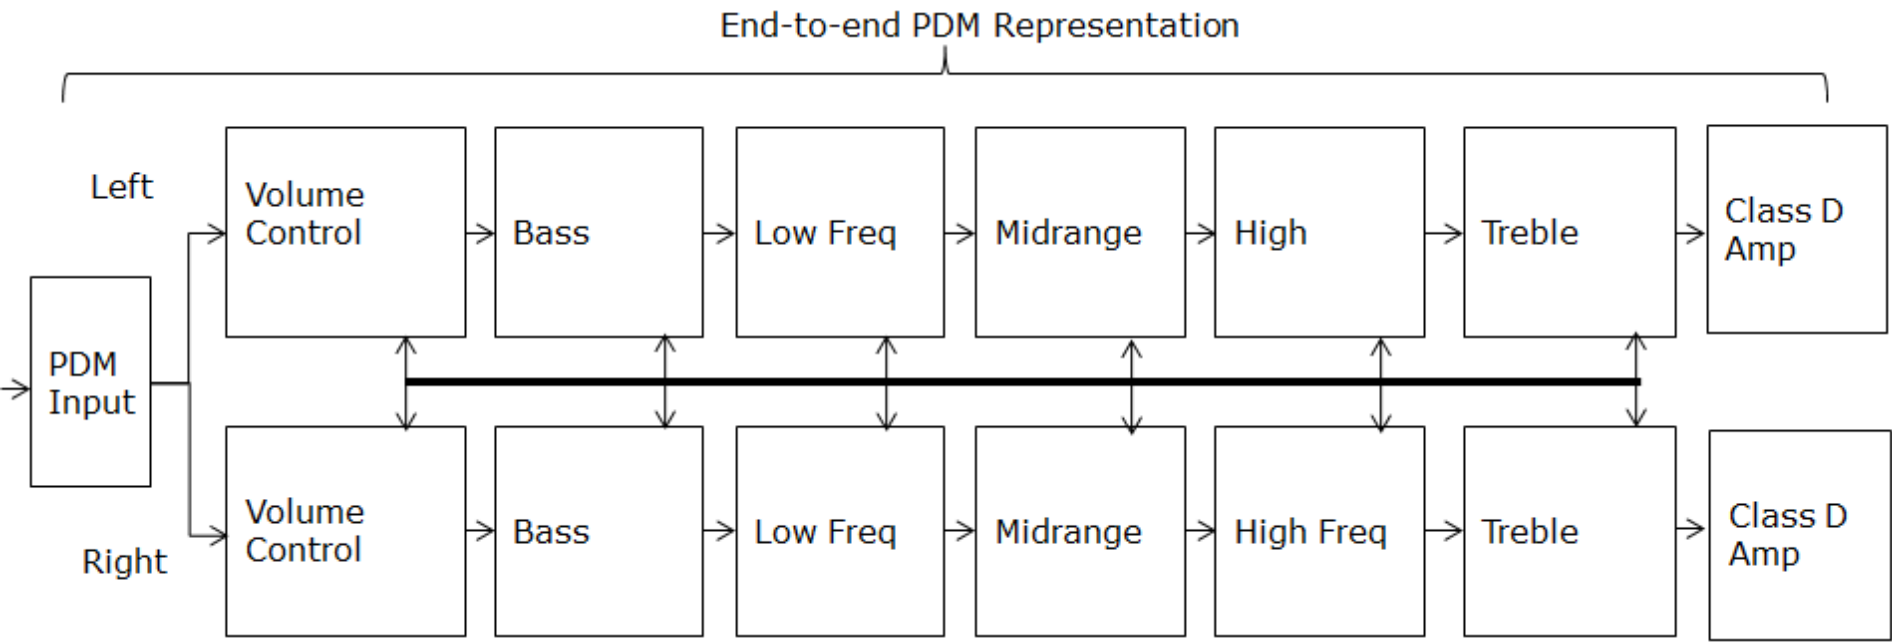 End-to-end PDM Representation
Left
Volume
Control
Bass
Low Freq
Midrange
High
Treble
Class D
Amp
PDM
Input
Right
Volume
Control
Bass
Low Freq
Midrange
High Freq
Treble
Class D
Amp